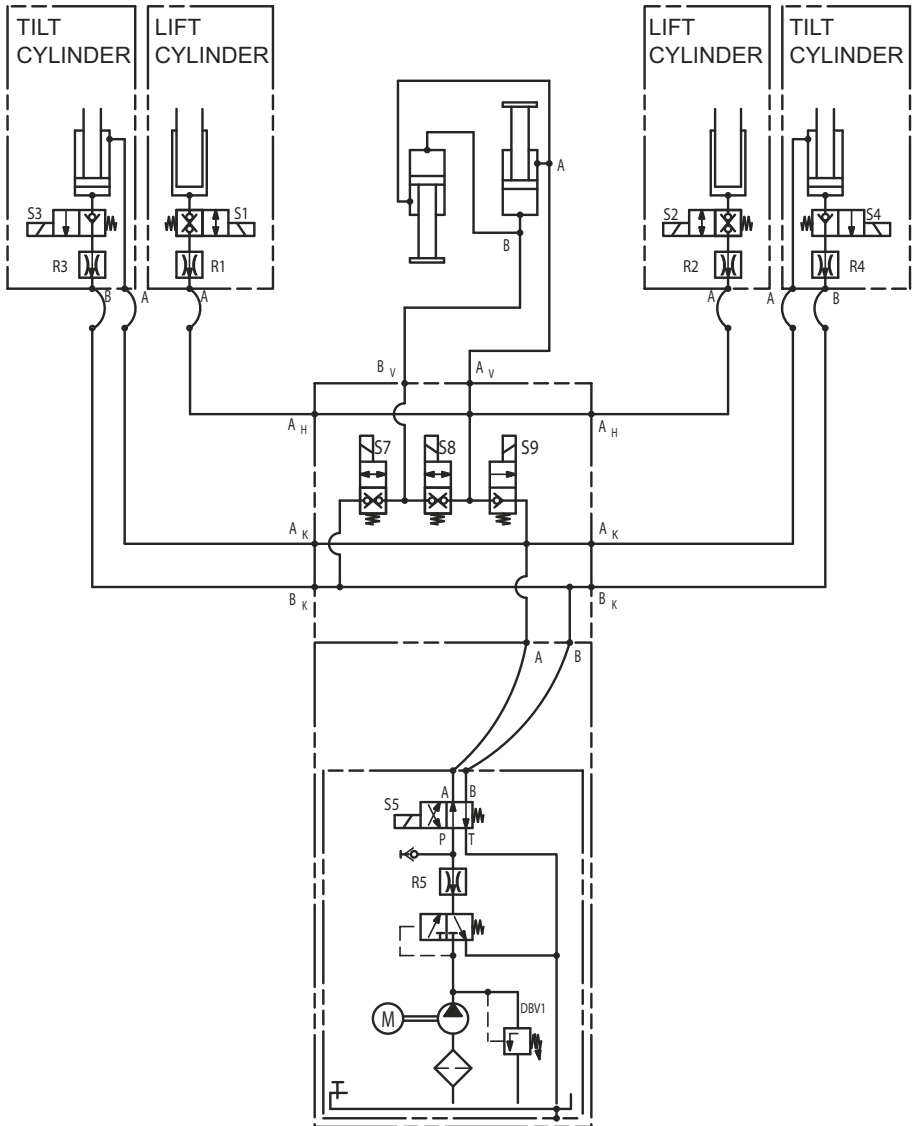 TILT
CYLINDER
LIFT
CYLINDER
LIFT
CYLINDER
TILT
CYLINDER
A
B
S3
S1
S2
S4
R3
R1
R2
R4
B
A
A
A
A
B
B V
A V
A H
A H
S7
S8
S9
A K
A K
B K
B K
A
B
A
B
S5
P
T
R5
DBV1
M